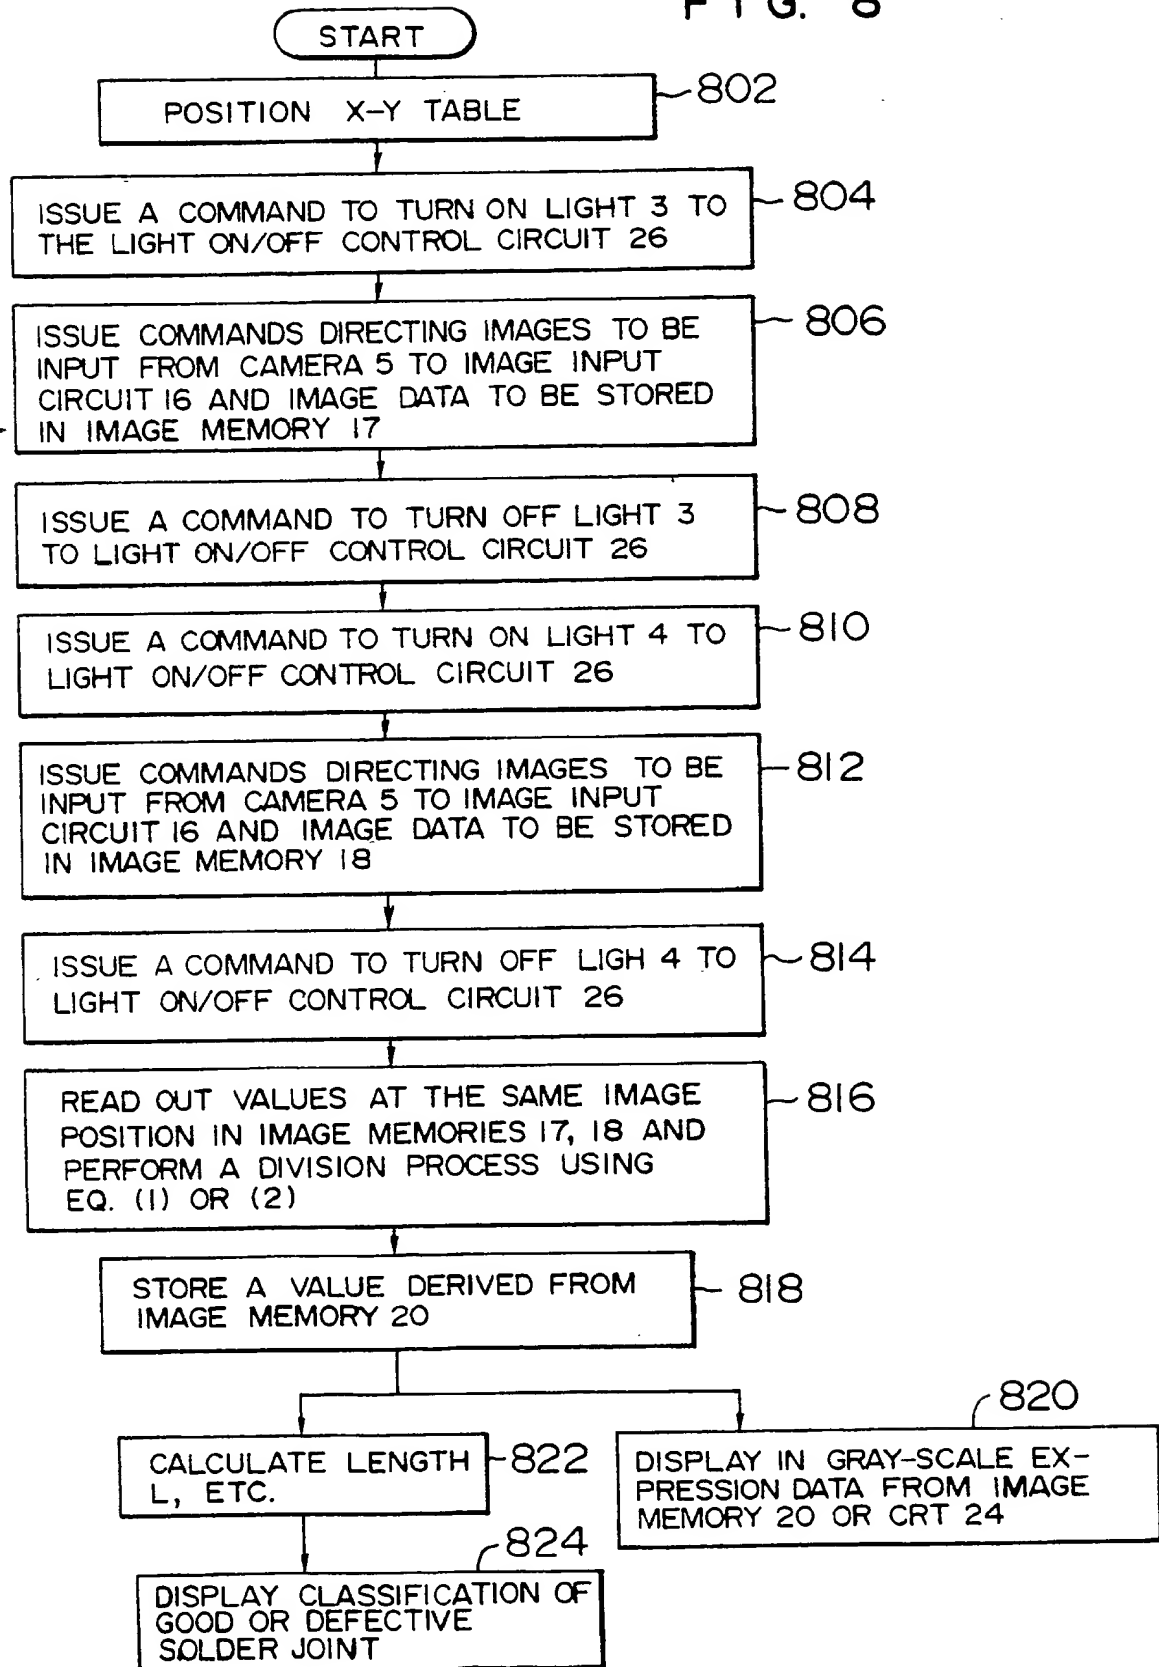 FIG. 8
START
POSITION X-Y TABLE
802
ISSUE A COMMAND TO TURN ON LIGHT 3 TO
THE LIGHT ON/OFF CONTROL CIRCUIT 26
804
ISSUE COMMANDS DIRECTING IMAGES TO BE
INPUT FROM CAMERA 5 TO IMAGE INPUT
CIRCUIT 16 AND IMAGE DATA TO BE STORED
IN IMAGE MEMORY 17
806
ISSUE A COMMAND TO TURN OFF LIGHT 3
TO LIGHT ON/OFF CONTROL CIRCUIT 26
808
ISSUE A COMMAND TO TURN ON LIGHT 4 TO
LIGHT ON/OFF CONTROL CIRCUIT 26
810
ISSUE COMMANDS DIRECTING IMAGES TO BE
INPUT FROM CAMERA 5 TO IMAGE INPUT
CIRCUIT 16 AND IMAGE DATA TO BE STORED
IN IMAGE MEMORY 18
812
ISSUE A COMMAND TO TURN OFF LIGH 4 TO
LIGHT ON/OFF CONTROL CIRCUIT 26
814
READ OUT VALUES AT THE SAME IMAGE
POSITION IN IMAGE MEMORIES 17, 18 AND
PERFORM A DIVISION PROCESS USING
EQ. (1) OR (2)
816
STORE A VALUE DERIVED FROM
IMAGE MEMORY 20
818
CALCULATE LENGTH
L, ETC.
822
820
DISPLAY IN GRAY-SCALE EX-
PRESSION DATA FROM IMAGE
MEMORY 20 OR CRT 24
824
DISPLAY CLASSIFICATION OF
GOOD OR DEFECTIVE
SOLDER JOINT